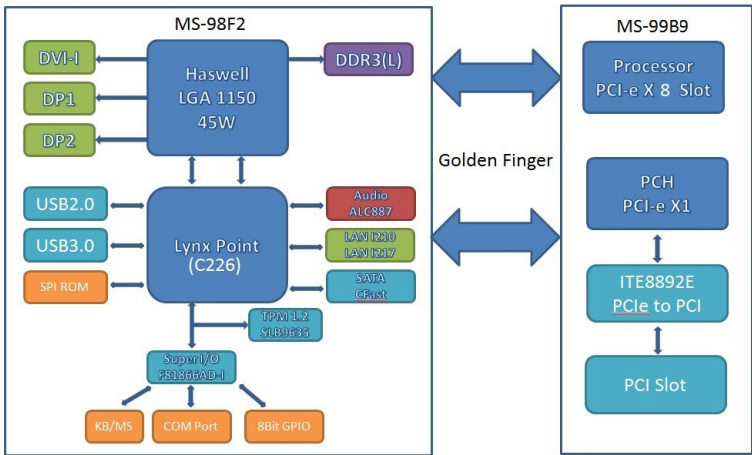 MS-98F2
DVI-I
DP1
DP2
Haswell
LGA 1150
45W
DDR3(L)
USB2.0
USB3.0
SPI ROM
Lynx Point
(C226)
Audio
ALC887
LAN I210
LAN I217
SATA
CFast
TPM 1.2
SLB9635
Super I/O
F81866AD-I
KB/MS
COM Port
8Bit GPIO
Golden Finger
MS-99B9
Processor
PCI-e X 8 Slot
PCH
PCI-e X1
ITE8892E
PCIe to PCI
PCI Slot